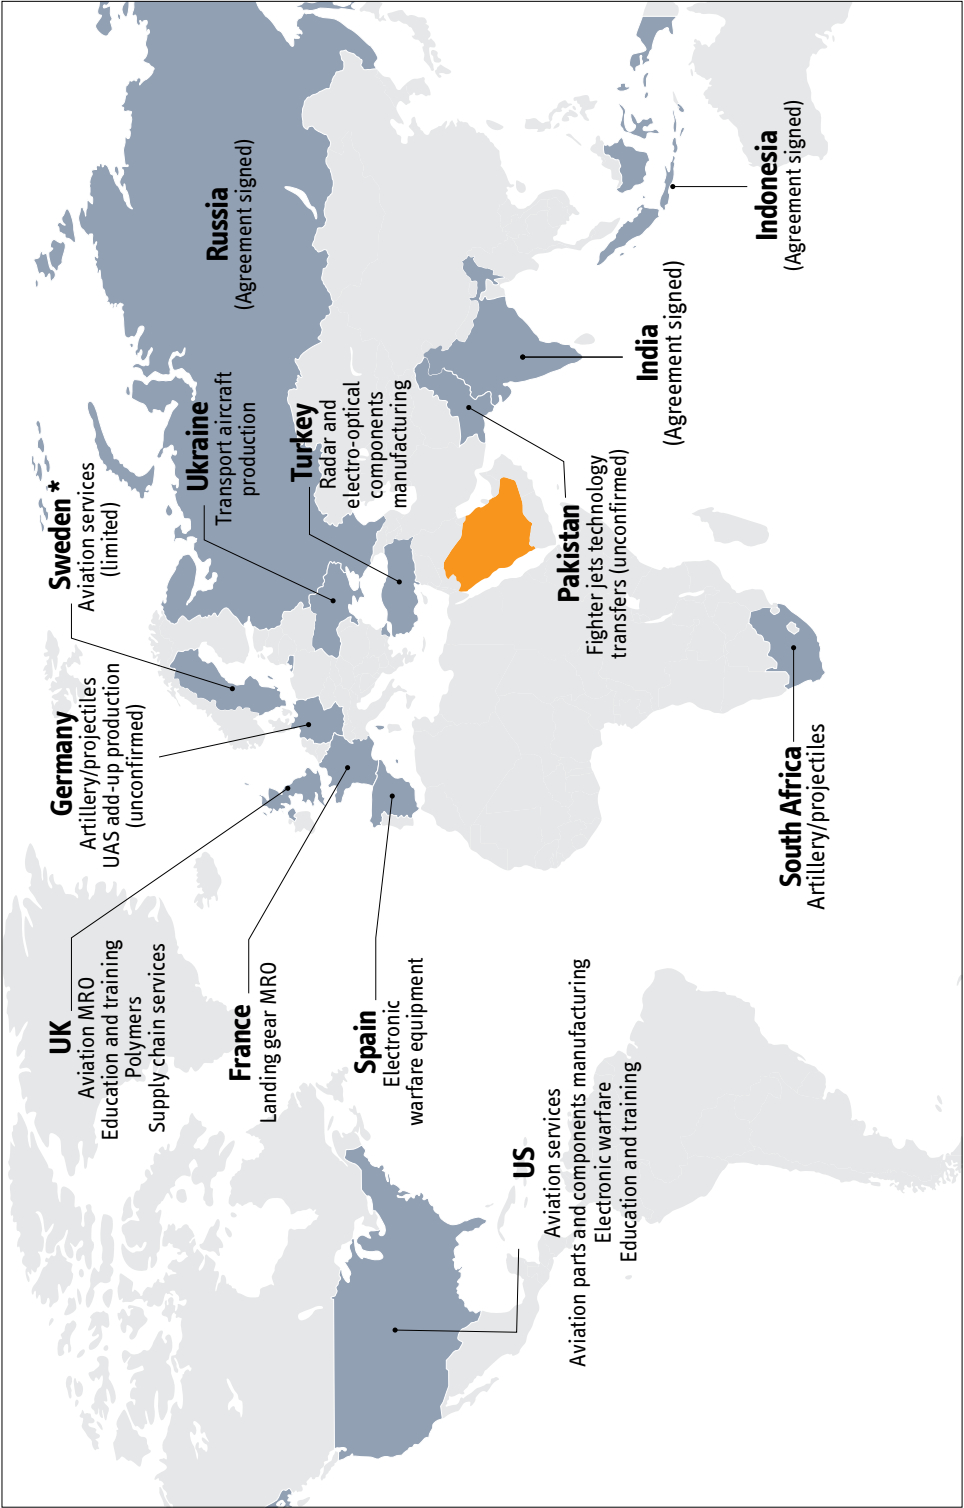 UK
Aviation MRO
Education and training
Polymers
Supply chain services
Germany
Artillery/projectiles
UAS add-up production
(unconfirmed)
Sweden *
Aviation services
(limited)
Ukraine
Transport aircraft
production
Russia
(Agreement signed)
France
Landing gear MRO
Turkey
Radar and
electro-optical
components
manufacturing
Spain
Electronic
warfare equipment
US
Aviation services
Aviation parts and components manufacturing
Electronic warfare
Education and training
Pakistan
Fighter jets technology
transfers (unconfirmed)
India
(Agreement signed)
Indonesia
(Agreement signed)
South Africa
Artillery/projectiles